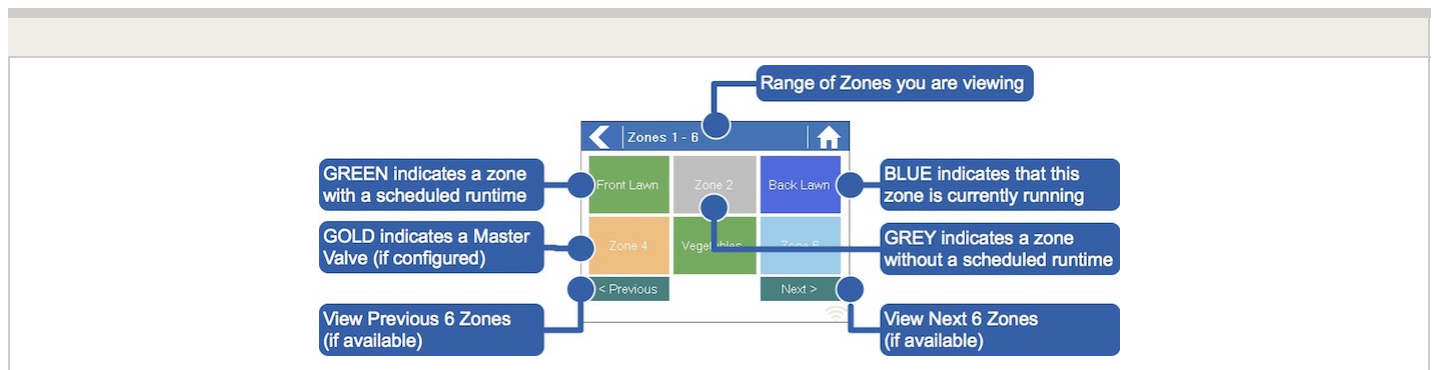 Range of Zones you are viewing
Zones 1 - 6
GREEN indicates a zone
with a scheduled runtime
Front Lawn
Zone 2
Back Lawn
BLUE indicates that this
zone is currently running
GOLD indicates a Master
Valve (if configured)
Zone 4
Vegetables
Zone 6
GREY indicates a zone
without a scheduled runtime
< Previous
Next >
View Previous 6 Zones
(if available)
View Next 6 Zones
(if available)